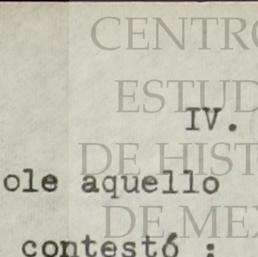 CENTRO
ESTUD
IV.
DE HIST
ole aquello
DE MEX
contestó :